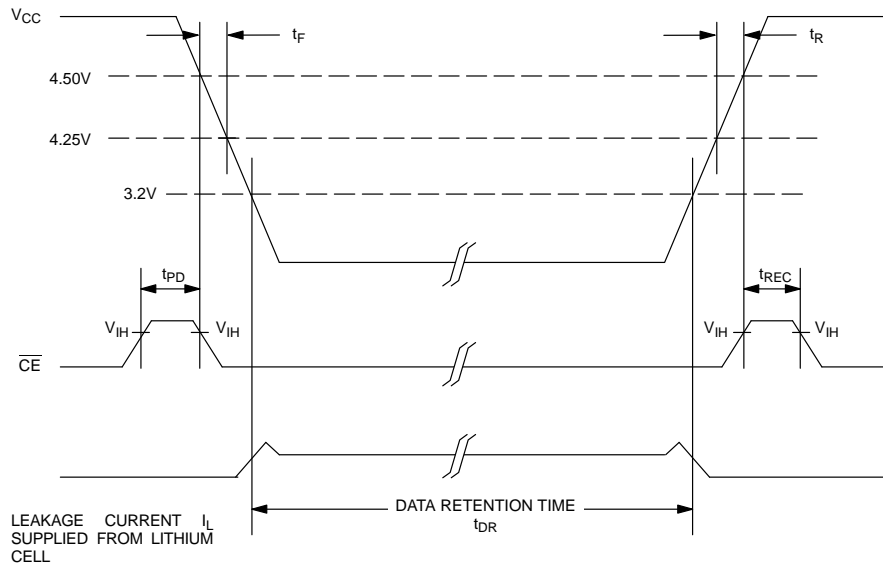 VCC
tF
tR
4.50V
4.25V
3.2V
tPD
tREC
VIH
VIH
VIH
VIH
CE
DATA RETENTION TIME
tDR
LEAKAGE CURRENT IL
SUPPLIED FROM LITHIUM
CELL